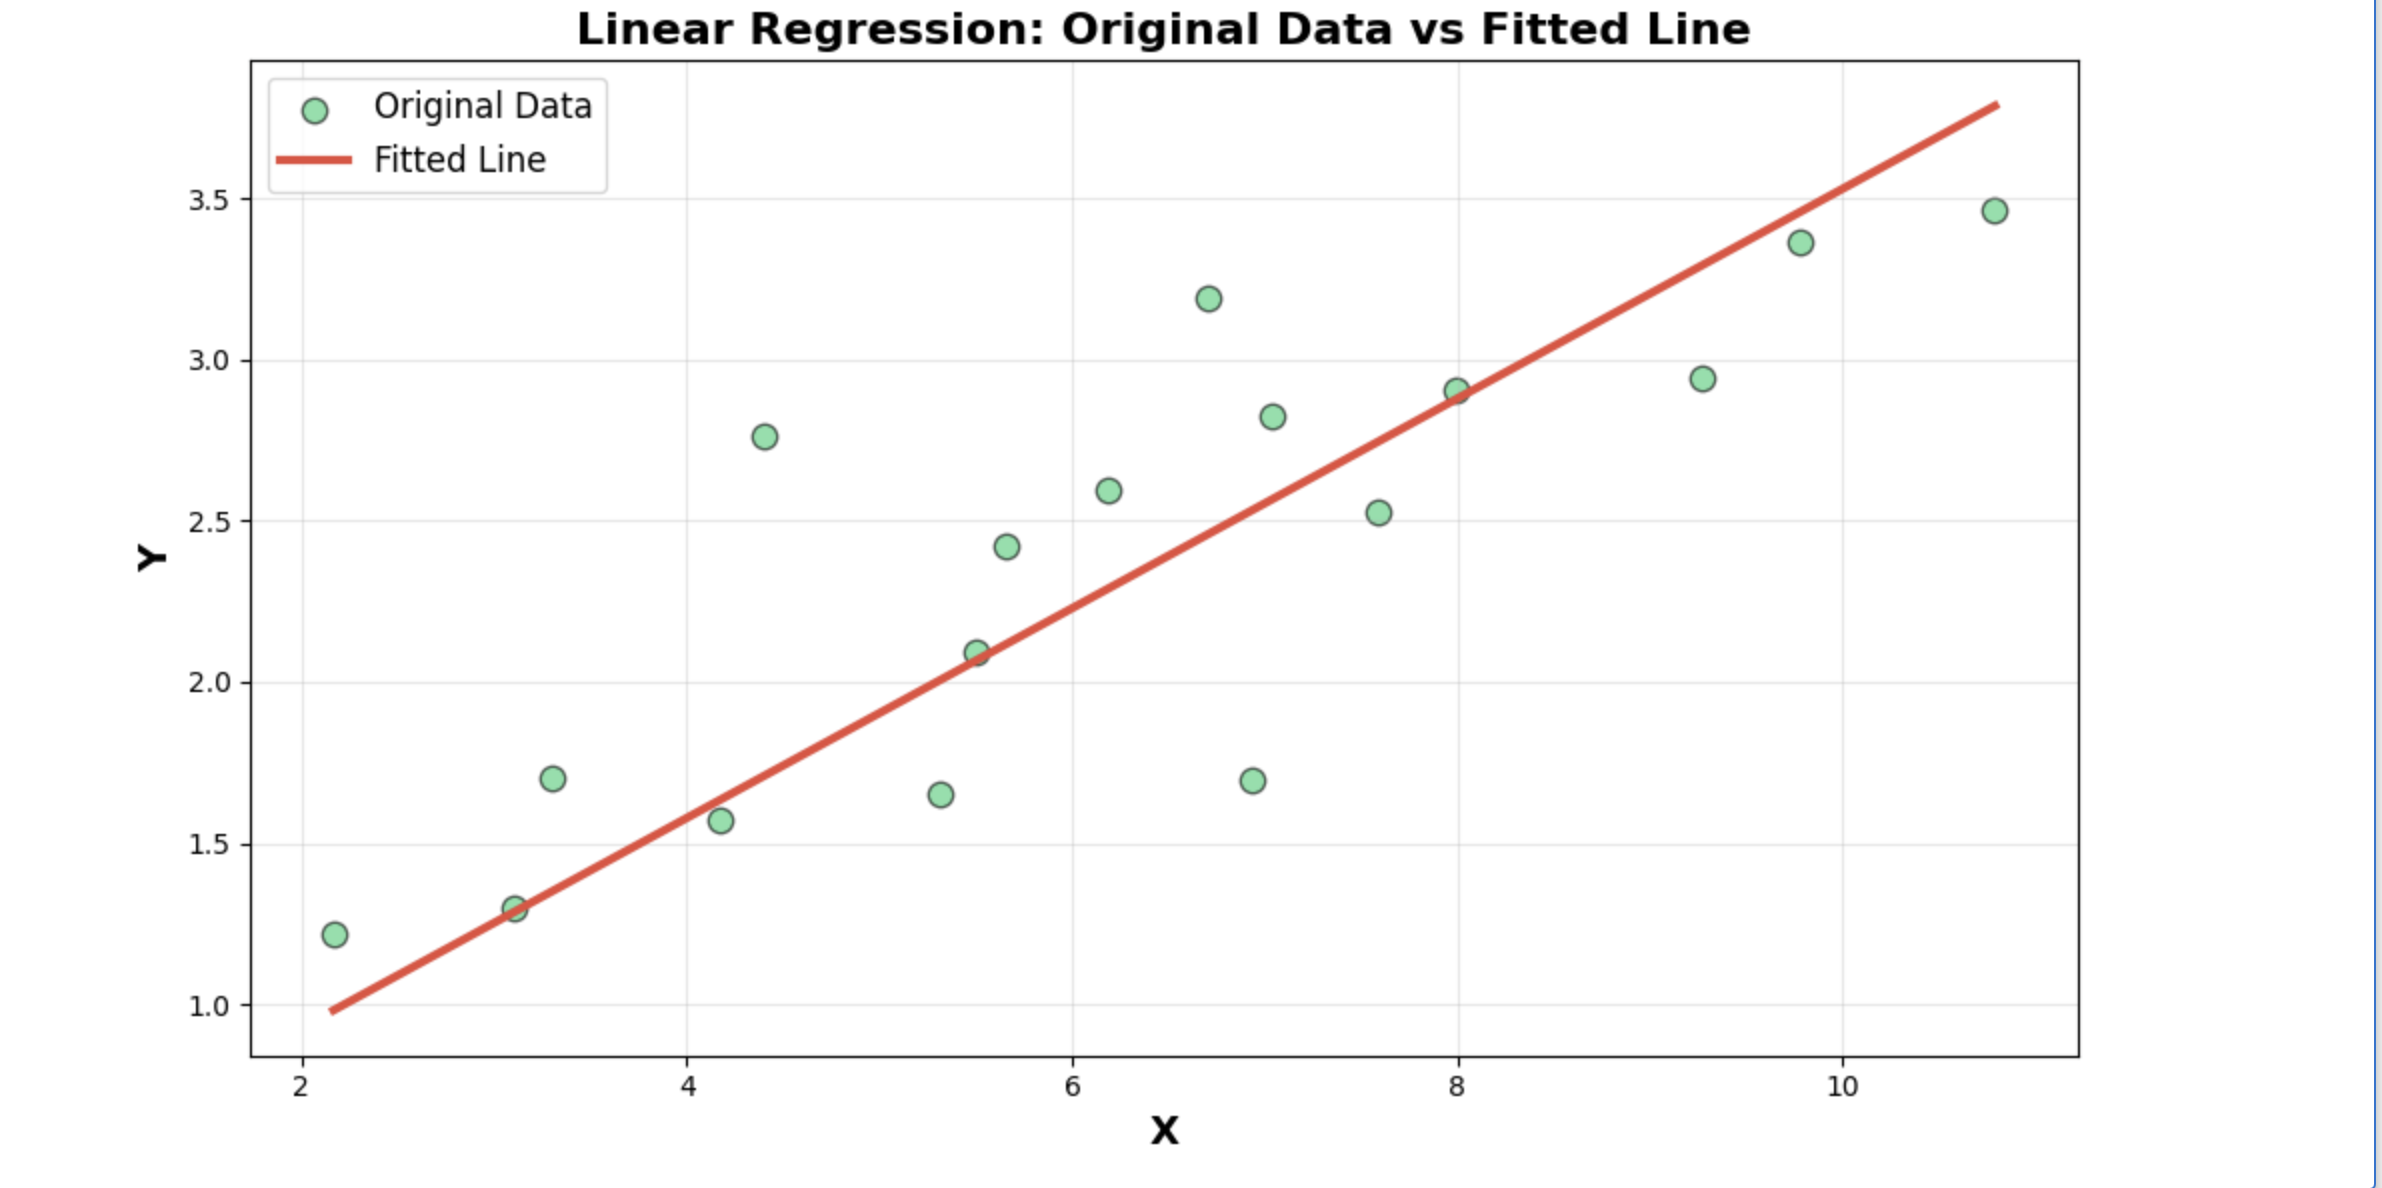 Linear Regression: Original Data vs Fitted Line
Original Data
Fitted Line
3.5
3.0
2.5
2.0
1.5
1.0
Y
2 4 6 8 10
X